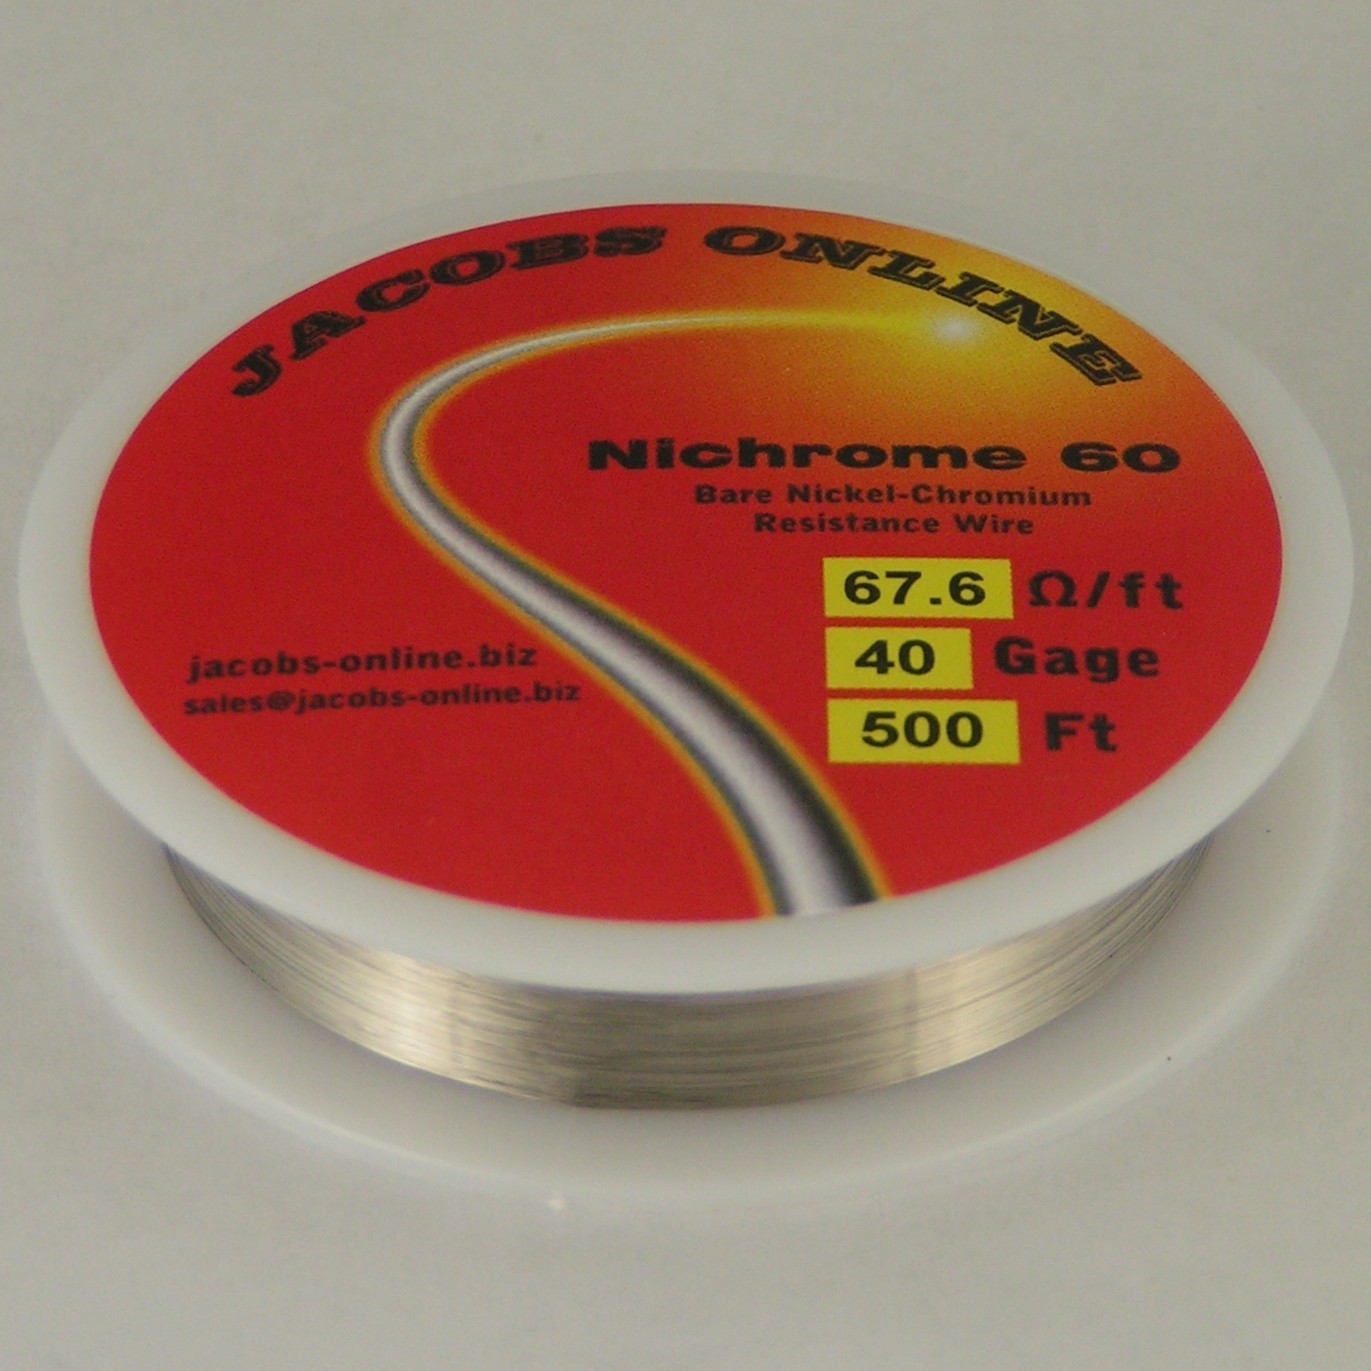 JACOBS ONLINE
Nichrome 60
Bare Nickel-Chromium
Resistance Wire
67.6 Ω/ft
40 Gage
500 Ft
jacobs-online.biz
sales@jacobs-online.biz